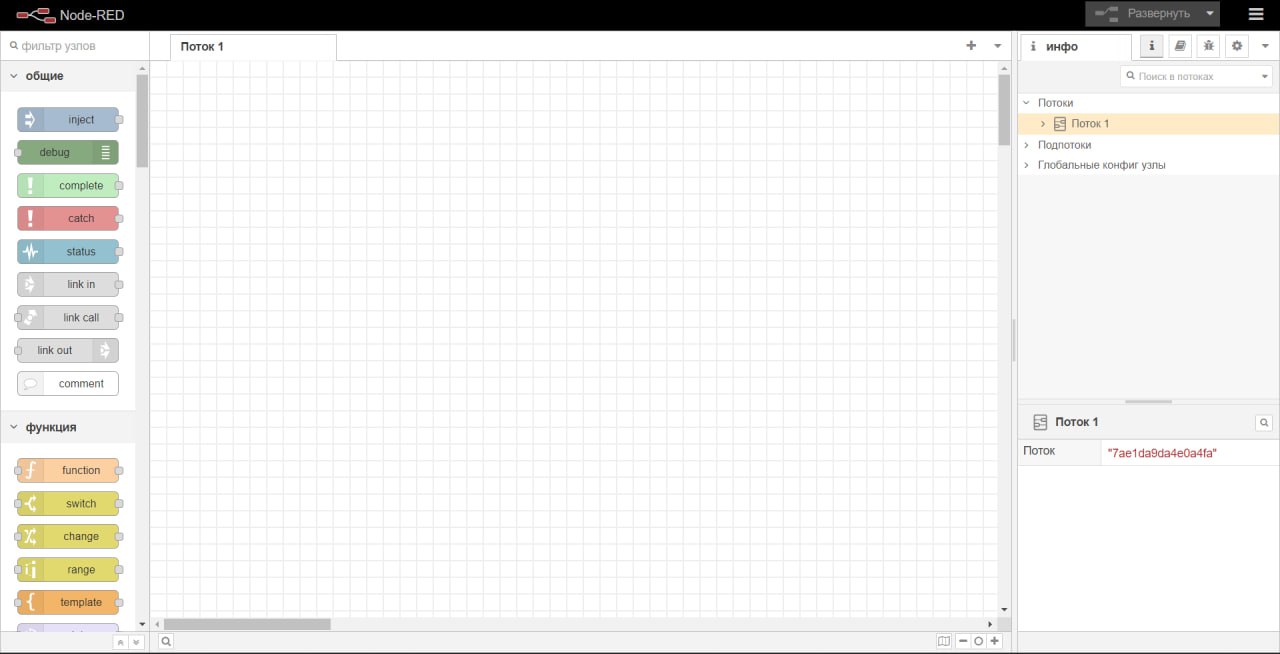 Node-RED
Развернуть
фильтр узлов
Поток 1
инфо
Поиск в потоках
общие
inject
debug
complete
catch
status
link in
link call
link out
comment
функция
function
switch
change
range
template
Потоки
Поток 1
Подпотоки
Глобальные конфиг узлы
Поток 1
Поток
"7ae1da9da4e0a4fa"